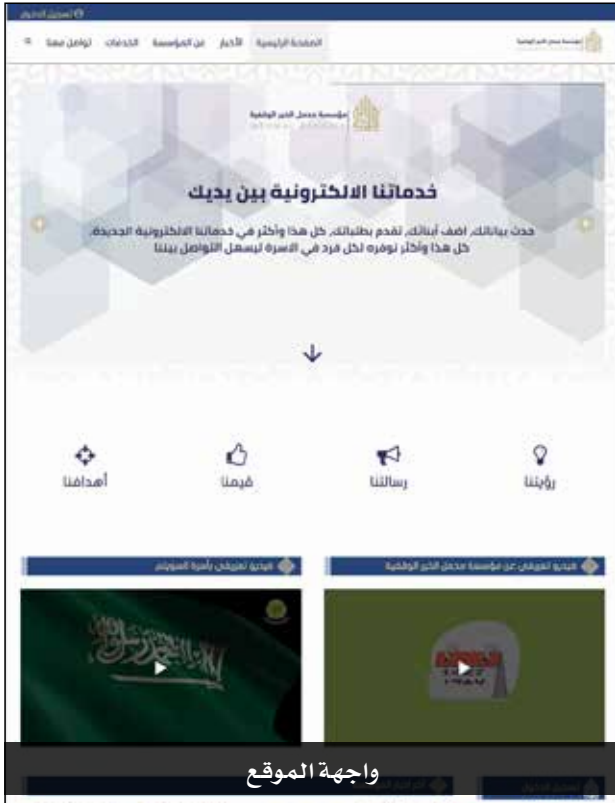 تسجيل الدخول
الصفحة الرئيسية الأخبار عن المؤسسة الخدمات تواصل معنا
مؤسسة محمل الخير الوقفية
خدماتنا الالكترونية بين يديك
حدث بياناتك, اضف أبنائك, تقدم بطلباتك, كل هذا وأكثر في خدماتنا الالكترونية الجديدة,
كل هذا وأكثر نوفره لكل فرد في الاسرة ليسهل التواصل بيننا
رؤيتنا
رسالتنا
قيمنا
أهدافنا
فيديو تعريفي عن مؤسسة محمل الخير الوقفية
فيديو تعريفي بأسرة السويلم
واجهة الموقع
تسجيل الدخول